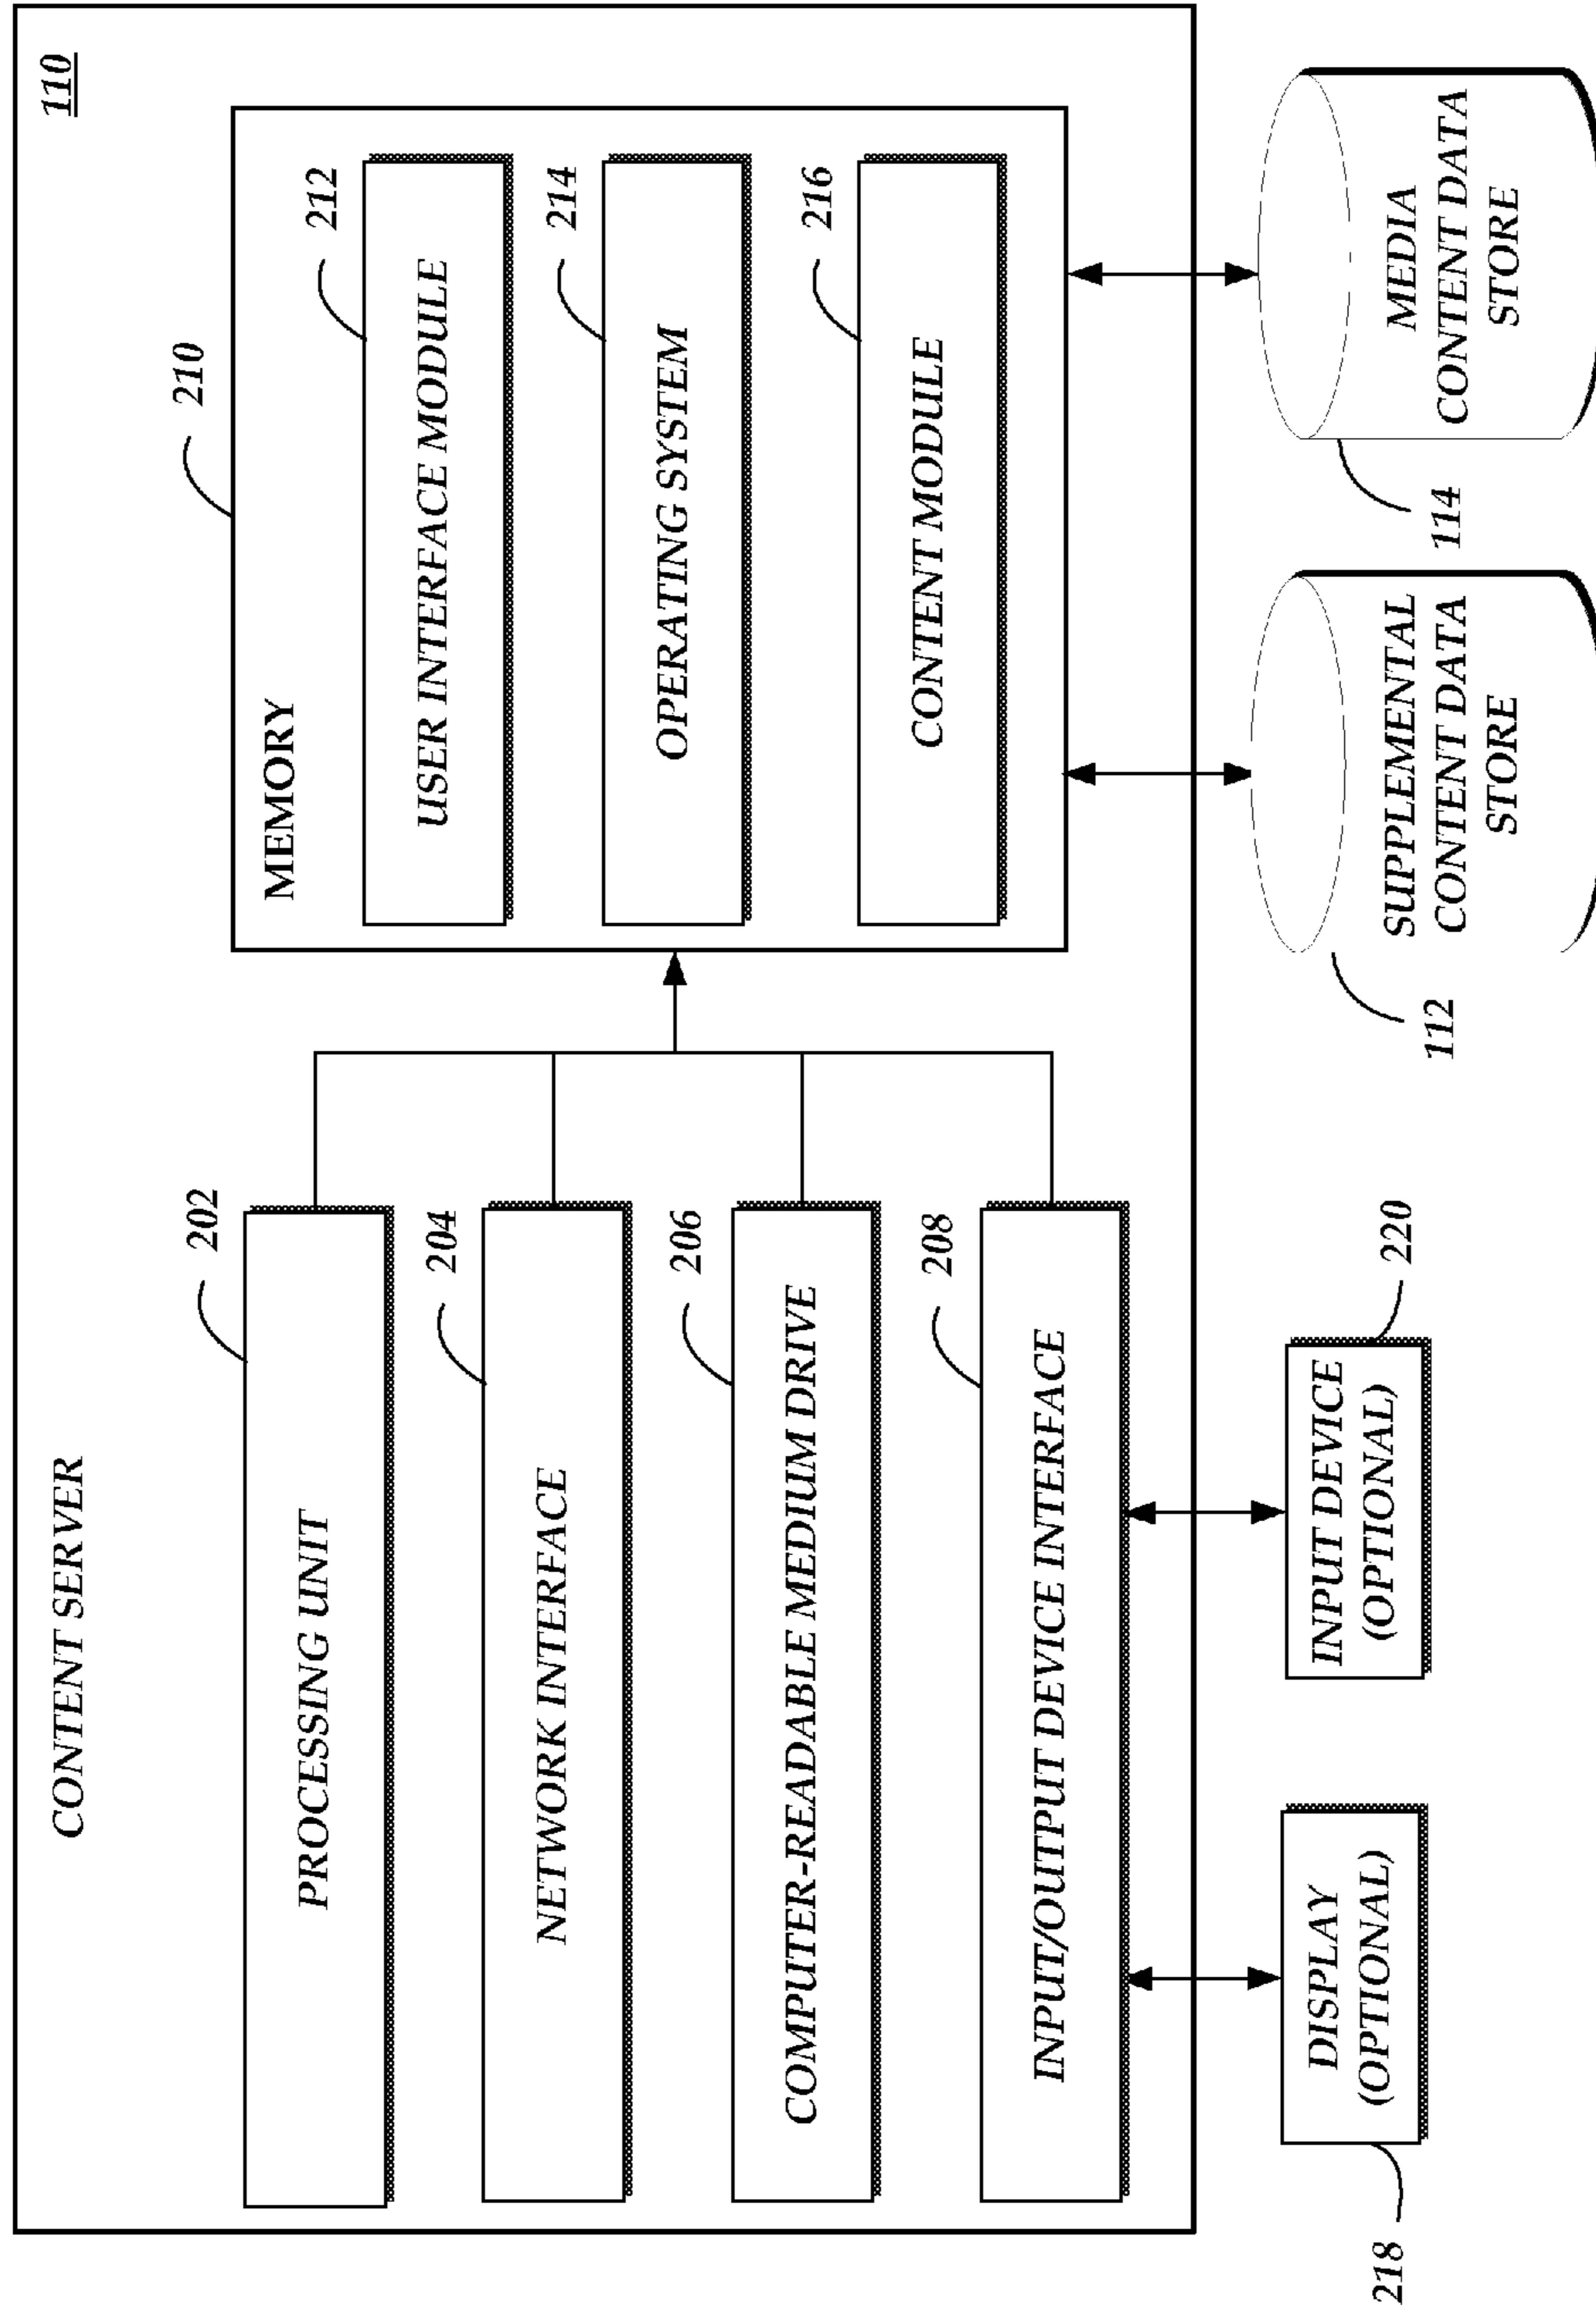 CONTENT SERVER
110
202
PROCESSING UNIT
204
NETWORK INTERFACE
206
COMPUTER-READABLE MEDIUM DRIVE
208
INPUT/OUTPUT DEVICE INTERFACE
210
MEMORY
212
USER INTERFACE MODULE
214
OPERATING SYSTEM
216
CONTENT MODULE
218
DISPLAY
(OPTIONAL)
220
INPUT DEVICE
(OPTIONAL)
112
SUPPLEMENTAL
CONTENT DATA
STORE
114
MEDIA
CONTENT DATA
STORE